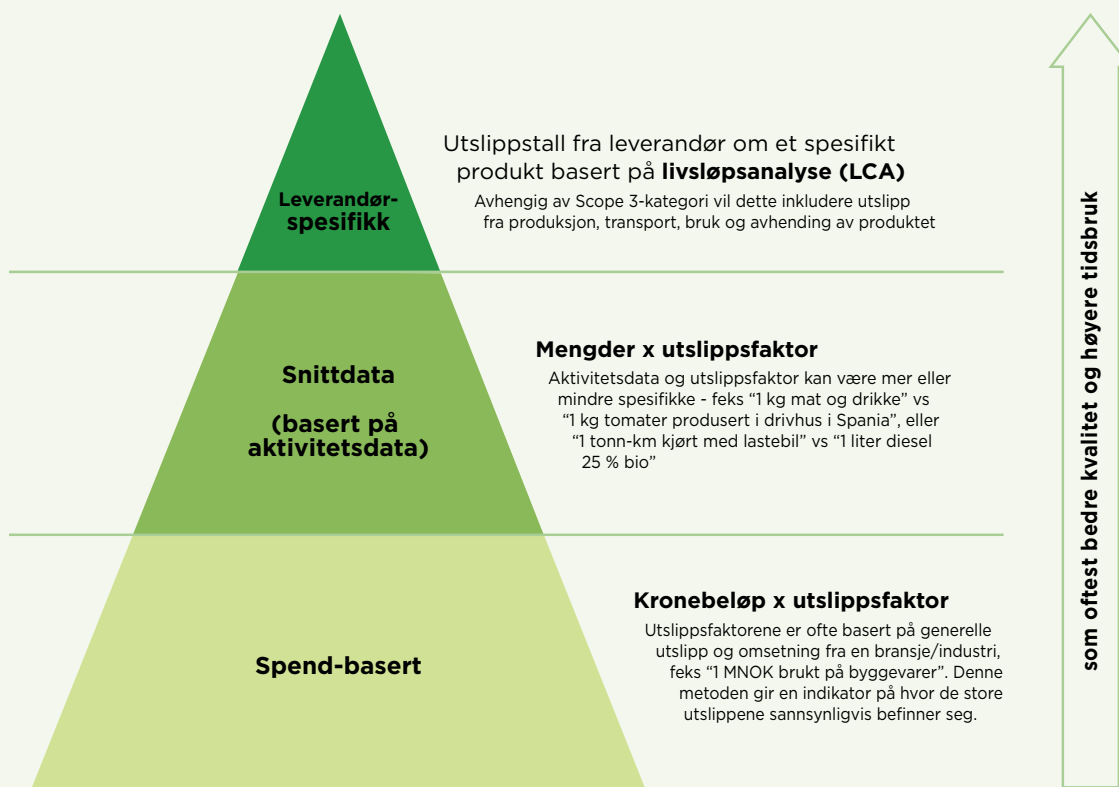 Utslippstall fra leverandør om et spesifikt
produkt basert på livsløpsanalyse (LCA)
Avhengig av Scope 3-kategori vil dette inkludere utslipp
fra produksjon, transport, bruk og avhending av produktet
Leverandør-
spesifikk
Mengder x utslippsfaktor
Aktivitetsdata og utslippsfaktor kan være mer eller
mindre spesifikke - feks “1 kg mat og drikke” vs
“1 kg tomater produsert i drivhus i Spania”, eller
“1 tonn-km kjørt med lastebil” vs “1 liter diesel
25 % bio”
Snittdata
(basert på
aktivitetsdata)
Kronebeløp x utslippsfaktor
Utslippsfaktorene er ofte basert på generelle
utslipp og omsetning fra en bransje/industri,
feks “1 MNOK brukt på byggevarer”. Denne
metoden gir en indikator på hvor de store
utslippene sannsynligvis befinner seg.
Spend-basert
som oftest bedre kvalitet og høyere tidsbruk